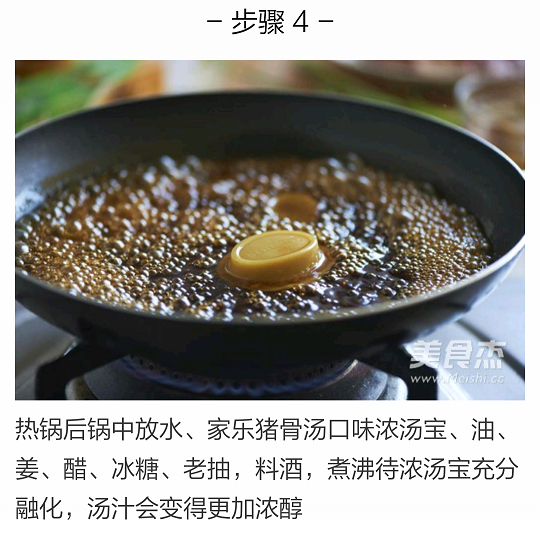 – 步骤 4 –
美食杰
www.meishi.cc
热锅后锅中放水、家乐猪骨汤口味浓汤宝、油、
姜、醋、冰糖、老抽，料酒，煮沸待浓汤宝充分
融化，汤汁会变得更加浓醇